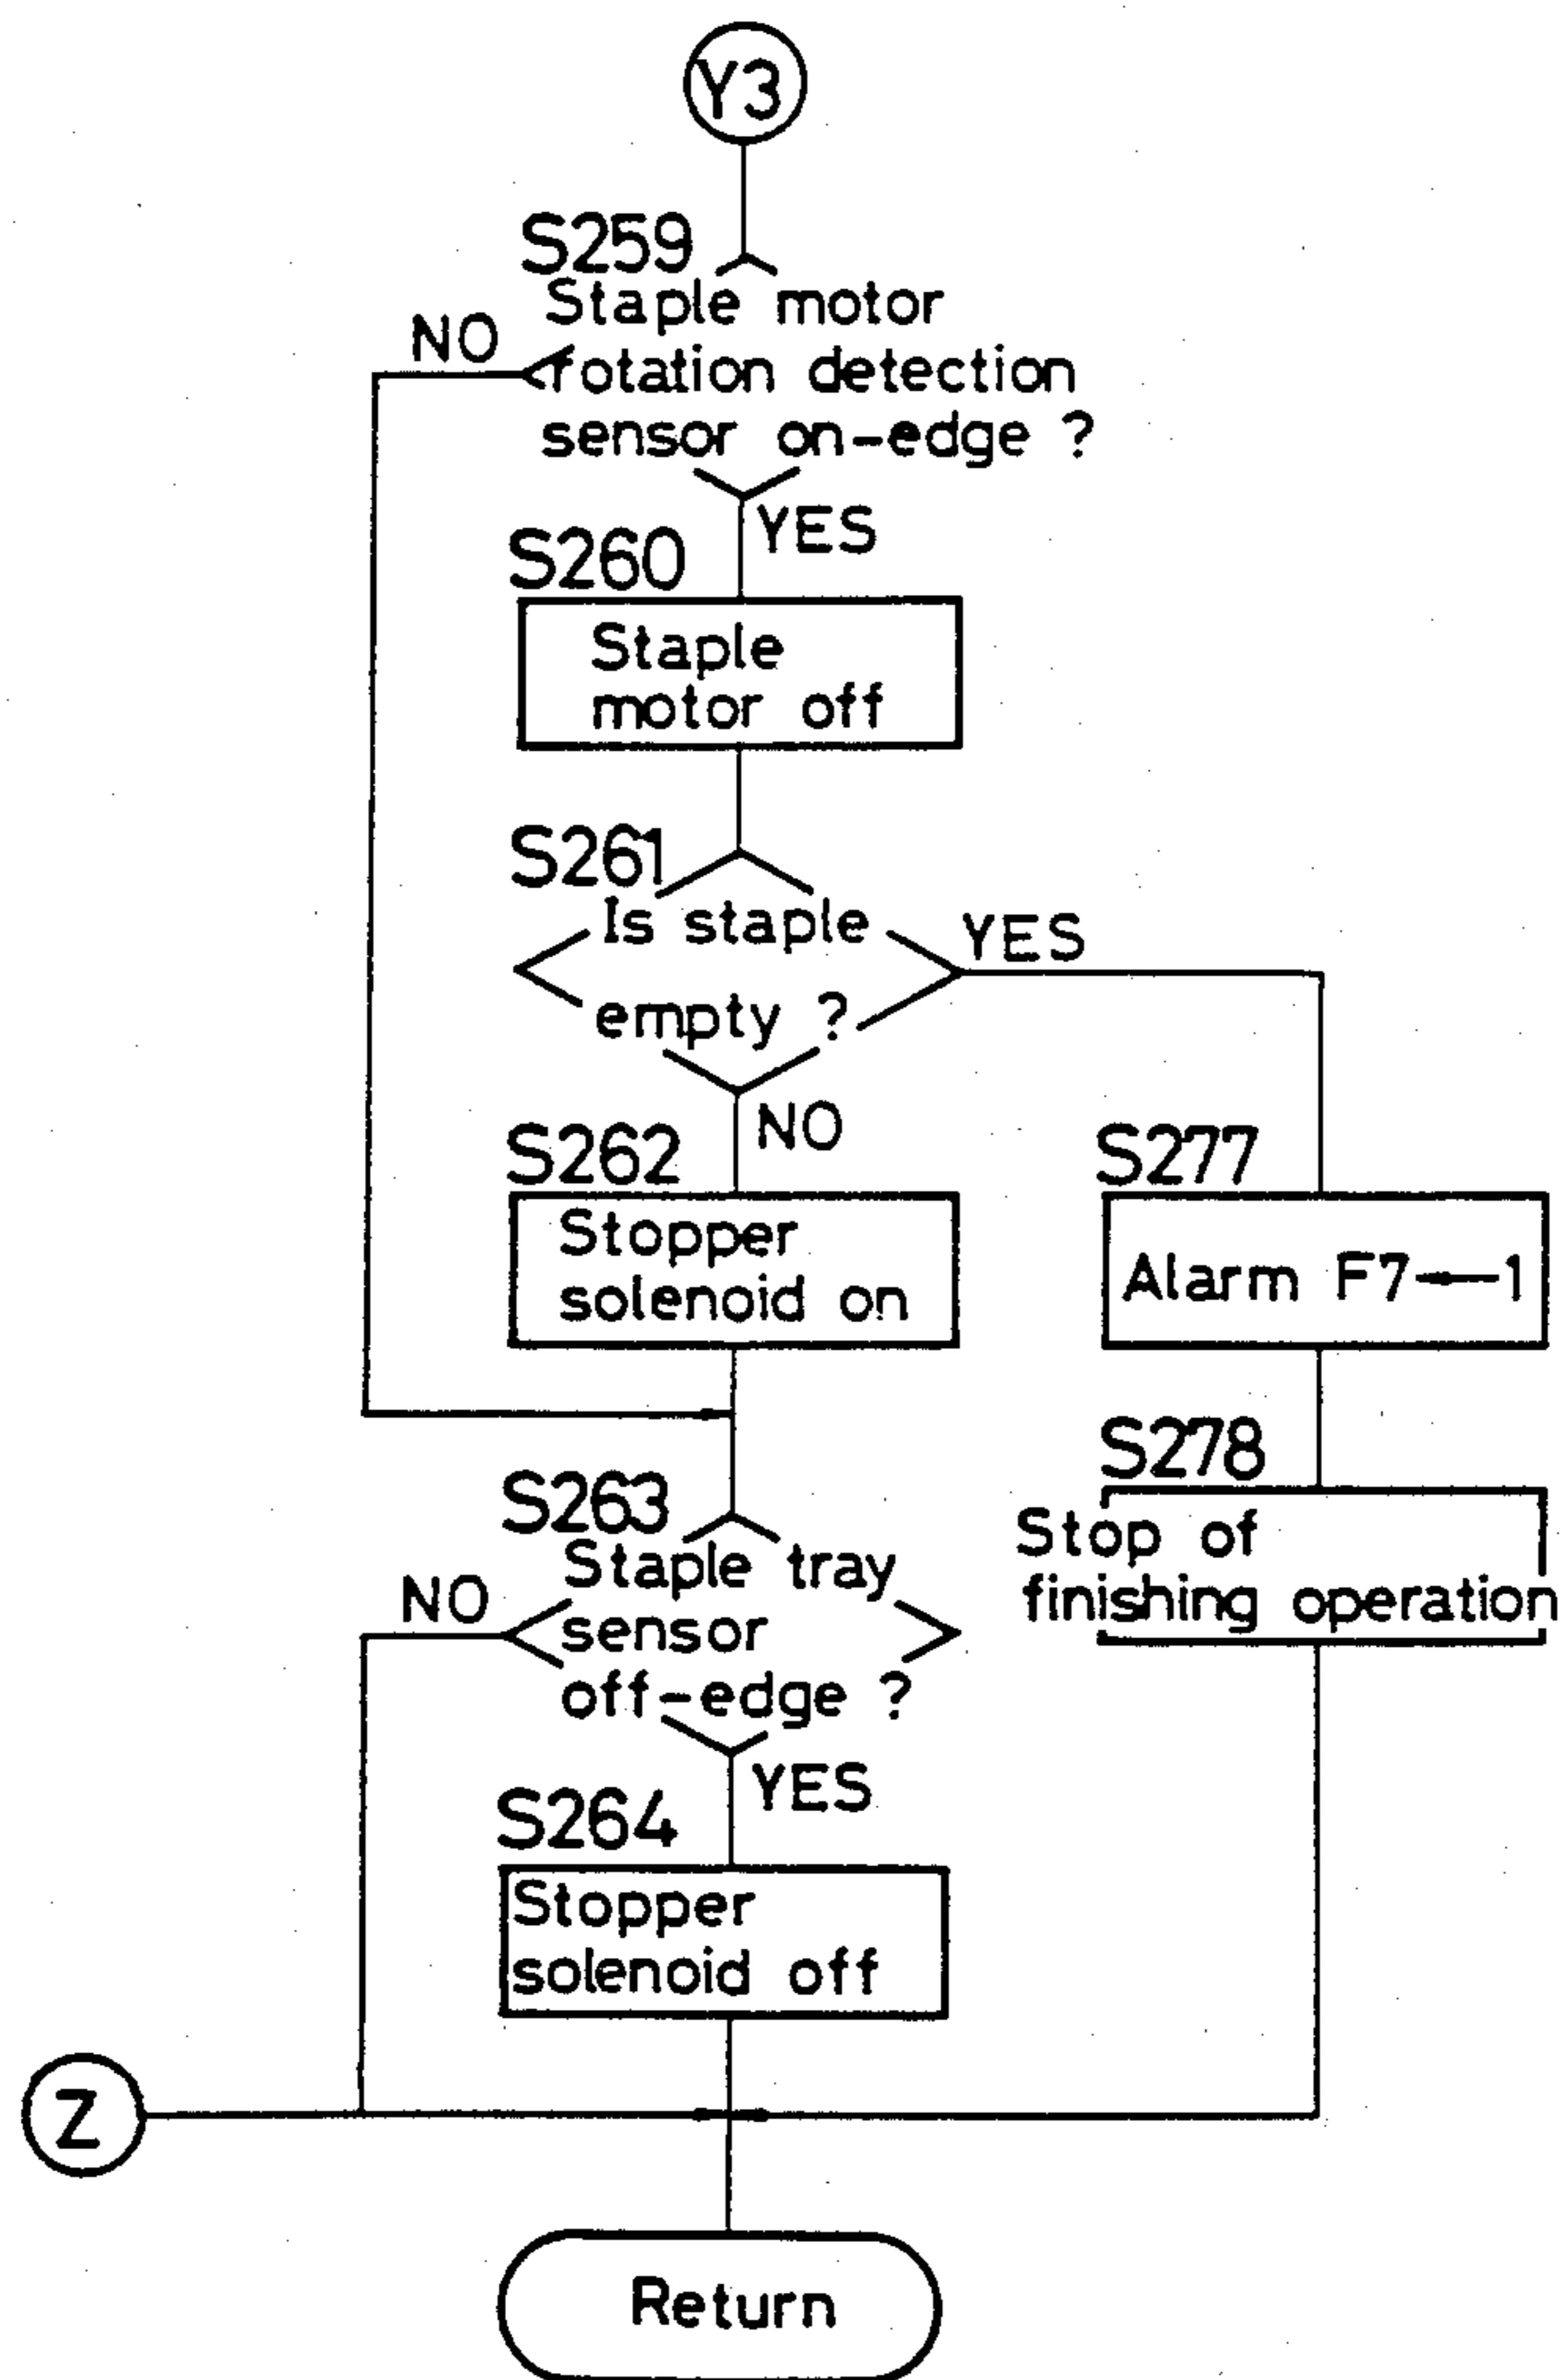 Y3
S259
Staple motor
NO
rotation detection
sensor on-edge ?
YES
S260
Staple
motor off
S261
Is staple
YES
empty ?
NO
S262
S277
Stopper
solenoid on
Alarm F7←1
S278
S263
Stop of
finishing operation
Staple tray
NO
sensor
off-edge ?
YES
S264
Stopper
solenoid off
Z
Return